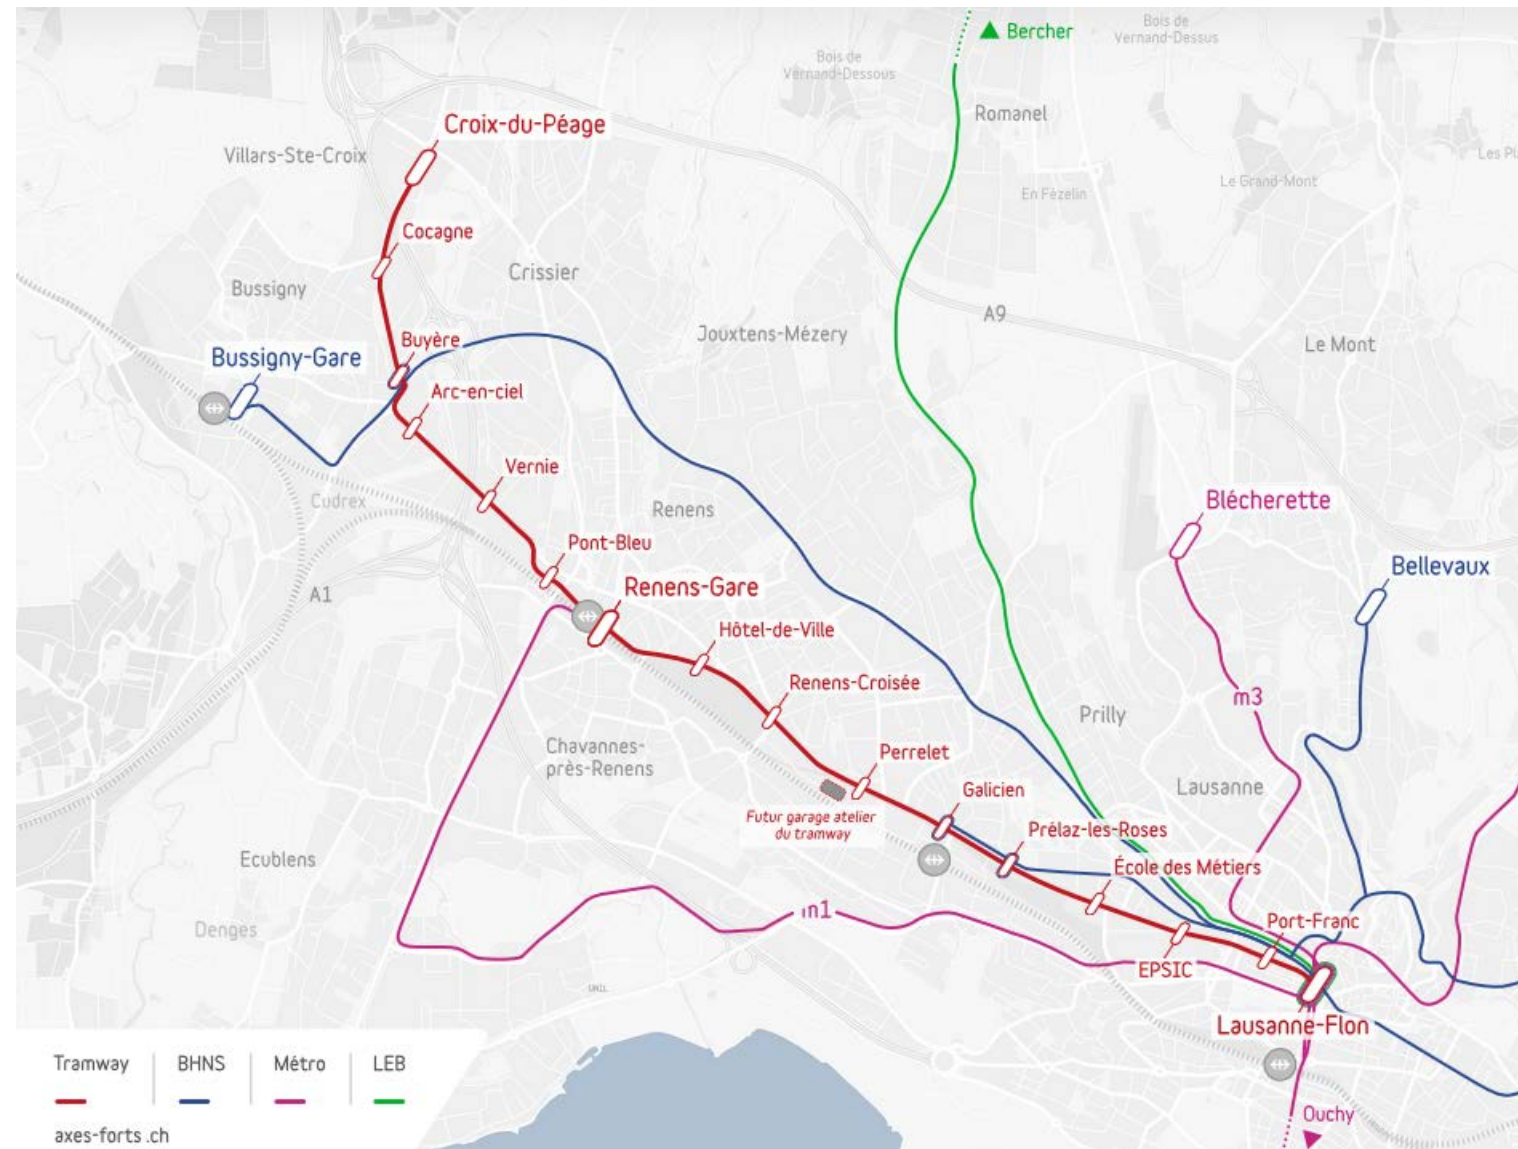 Bercher
Bois de
Vernand-Dessus
Bois de
Vernand-Dessous
Romanel
Croix-du-Péage
Villars-Ste-Croix
Les Pl
Le Grand-Mont
En Fézelin
Cocagne
Crissier
Bussigny
A9
Jouxtens-Mézery
Buyère
Le Mont
Bussigny-Gare
Arc-en-ciel
Vernie
Cudrex
Renens
Blécherette
Pont-Bleu
Bellevaux
A1
Renens-Gare
Hôtel-de-Ville
Renens-Croisée
m3
Prilly
Chavannes-
près-Renens
Perrelet
Lausanne
Galicien
Futur garage atelier
du tramway
Prélaz-les-Roses
Ecublens
École des Métiers
m1
Port-Franc
Denges
EPSIC
UNIL
Lausanne-Flon
Tramway
BHNS
Métro
LEB
Ouchy
axes-forts .ch